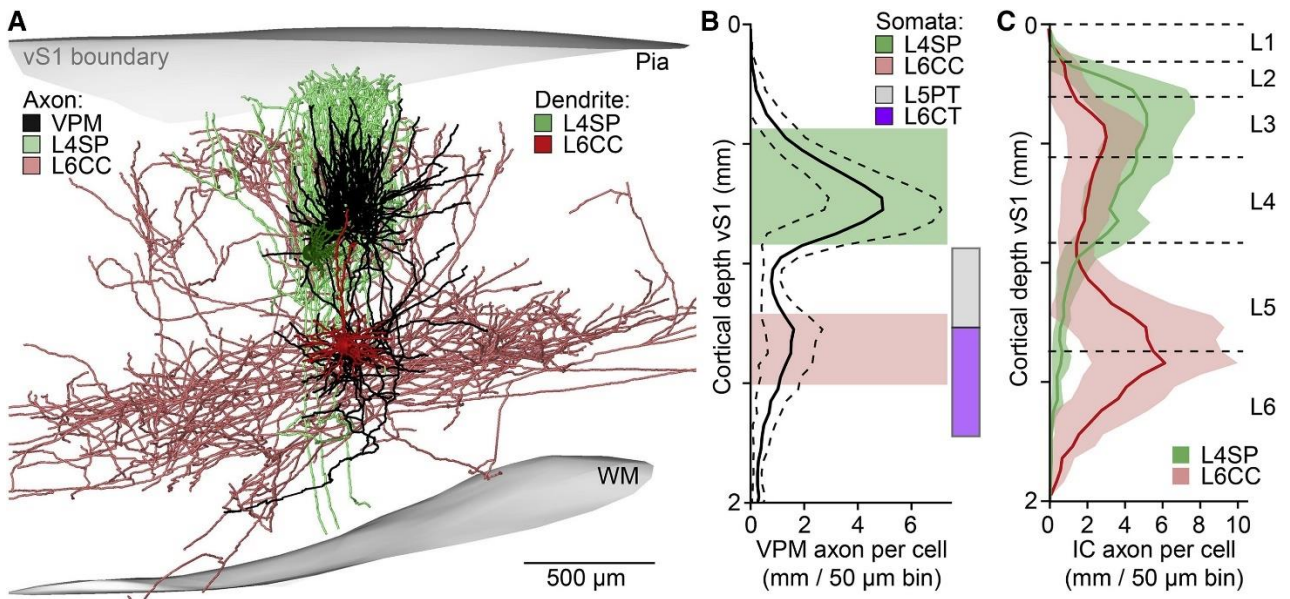 A
vS1 boundary
Pia
Axon:
VPM
L4SP
L6CC
Dendrite:
L4SP
L6CC
WM
500 µm
B
Somata:
L4SP
L6CC
L5PT
L6CT
0
2
Cortical depth vS1 (mm)
0 2 4 6
VPM axon per cell
(mm / 50 µm bin)
C
0
2
Cortical depth vS1 (mm)
L1
L2
L3
L4
L5
L6
L4SP
L6CC
0 2 4 6 8 10
IC axon per cell
(mm / 50 µm bin)